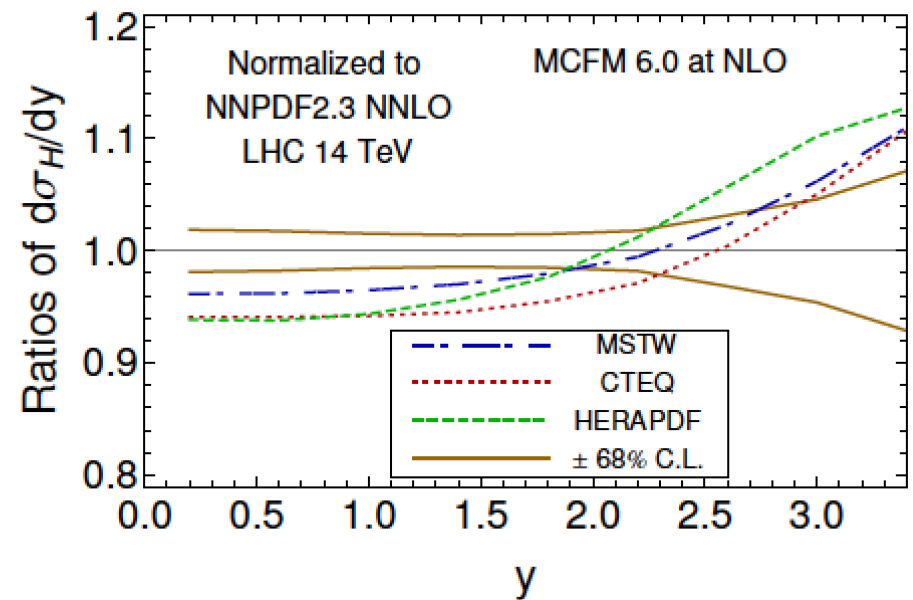 Normalized to
NNPDF2.3 NNLO
LHC 14 TeV
MCFM 6.0 at NLO
Ratios of dσH/dy
1.2
1.1
1.0
0.9
0.8
MSTW
CTEQ
HERAPDF
± 68% C.L.
0.0 0.5 1.0 1.5 2.0 2.5 3.0
y